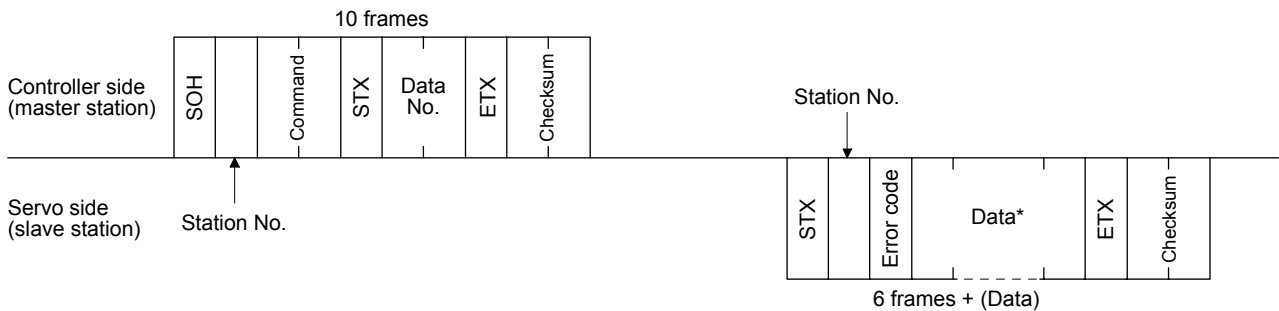 10 frames
Controller side
(master station)
SOH
Command
STX
Data
No.
ETX
Checksum
Station No.
Servo side
(slave station)
Station No.
STX
Error code
Data*
ETX
Checksum
6 frames + (Data)